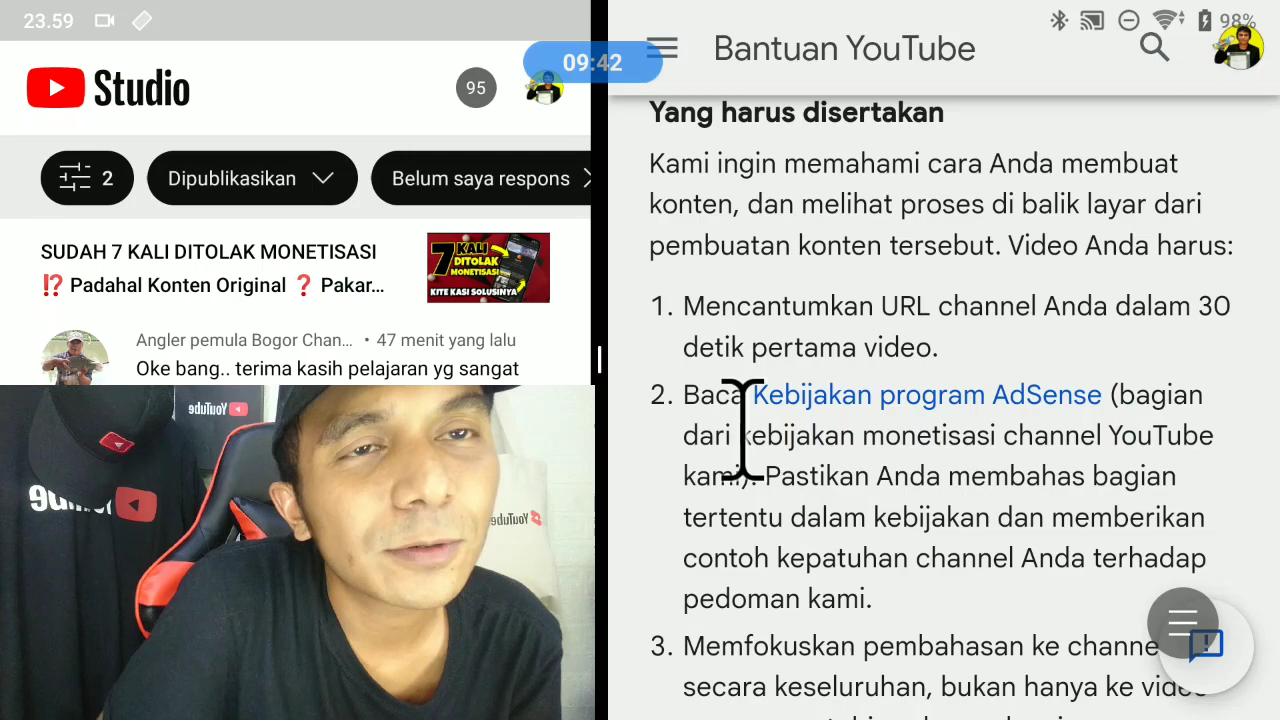 23.59
98%
09:42
Studio
95
2
Dipublikasikan
Belum saya respons
SUDAH 7 KALI DITOLAK MONETISASI
⁉️ Padahal Konten Original ❓ Pakar...
7 KALI
DITOLAK
MONETISASI
KITE KASI SOLUSINYA
Angler pemula Bogor Chan... • 47 menit yang lalu
Oke bang.. terima kasih pelajaran yg sangat
YouTube
YouTube
Bantuan YouTube
Yang harus disertakan
Kami ingin memahami cara Anda membuat
konten, dan melihat proses di balik layar dari
pembuatan konten tersebut. Video Anda harus:
1. Mencantumkan URL channel Anda dalam 30
detik pertama video.
2. Baca Kebijakan program AdSense (bagian
dari kebijakan monetisasi channel YouTube
kami). Pastikan Anda membahas bagian
tertentu dalam kebijakan dan memberikan
contoh kepatuhan channel Anda terhadap
pedoman kami.
3. Memfokuskan pembahasan ke channe
secara keseluruhan, bukan hanya ke video